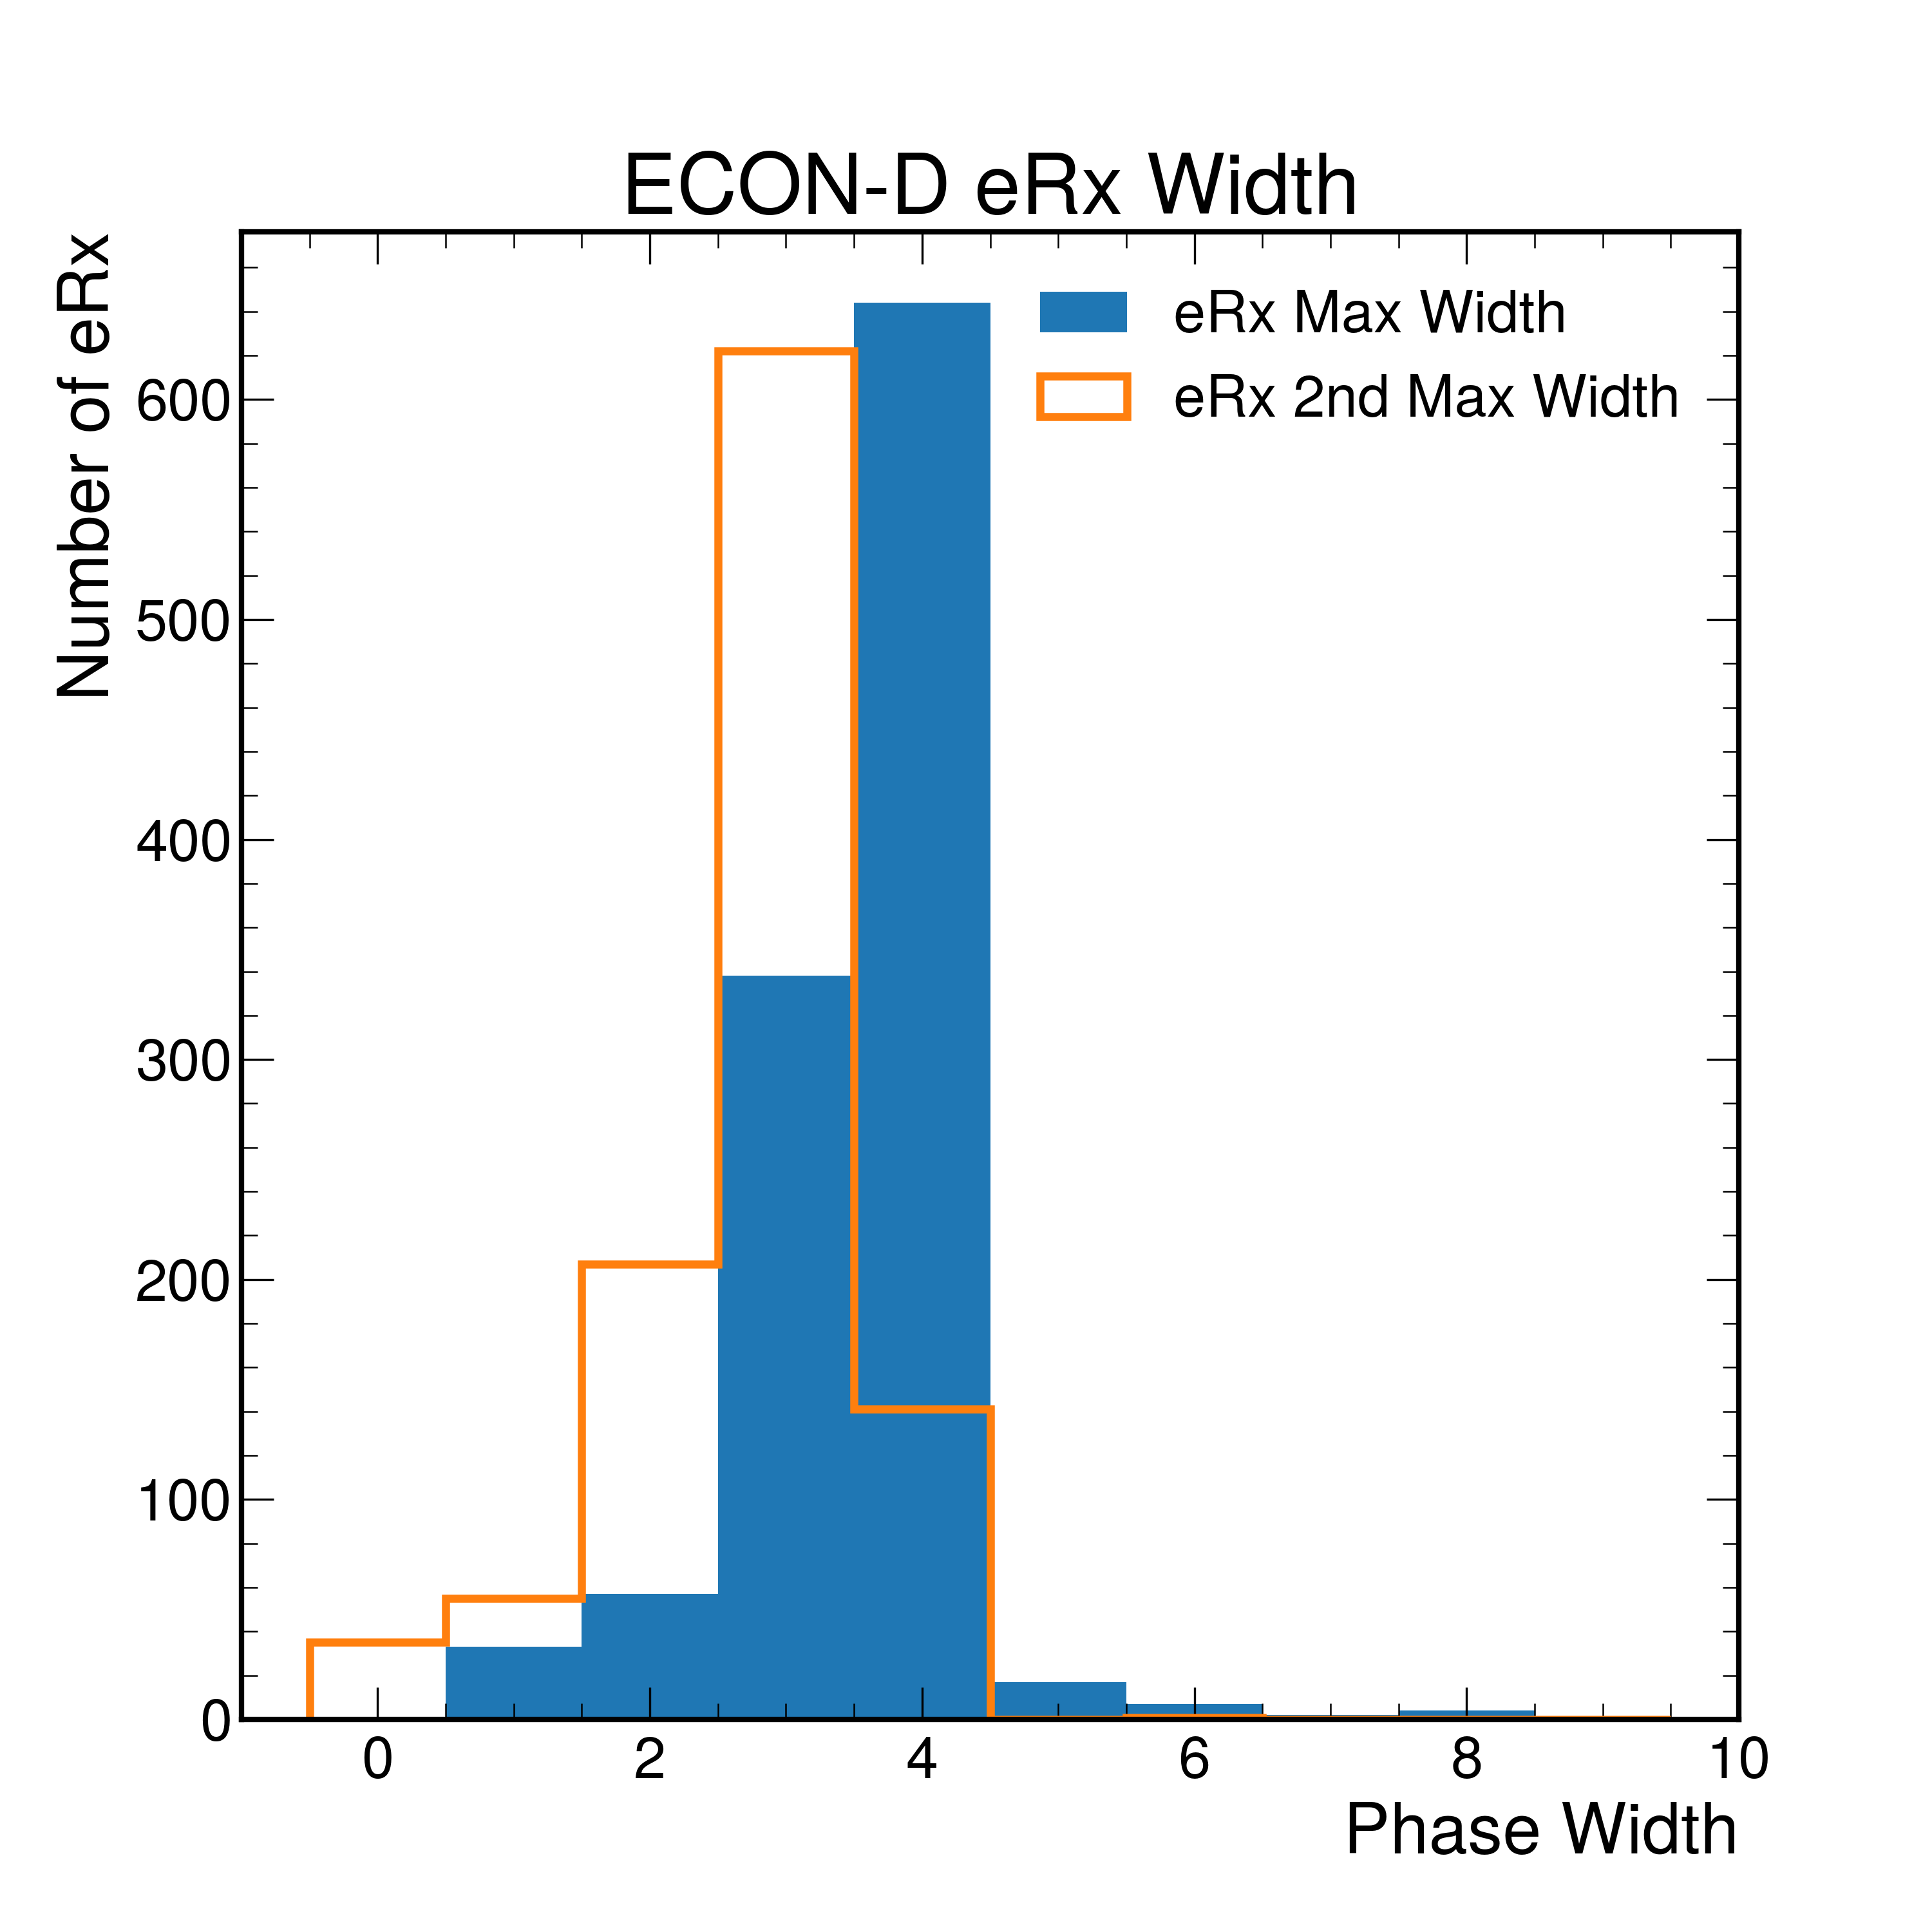 ECON-D eRx Width
Number of eRx
eRx Max Width
eRx 2nd Max Width
600
500
400
300
200
100
0
0 2 4 6 8 10
Phase Width